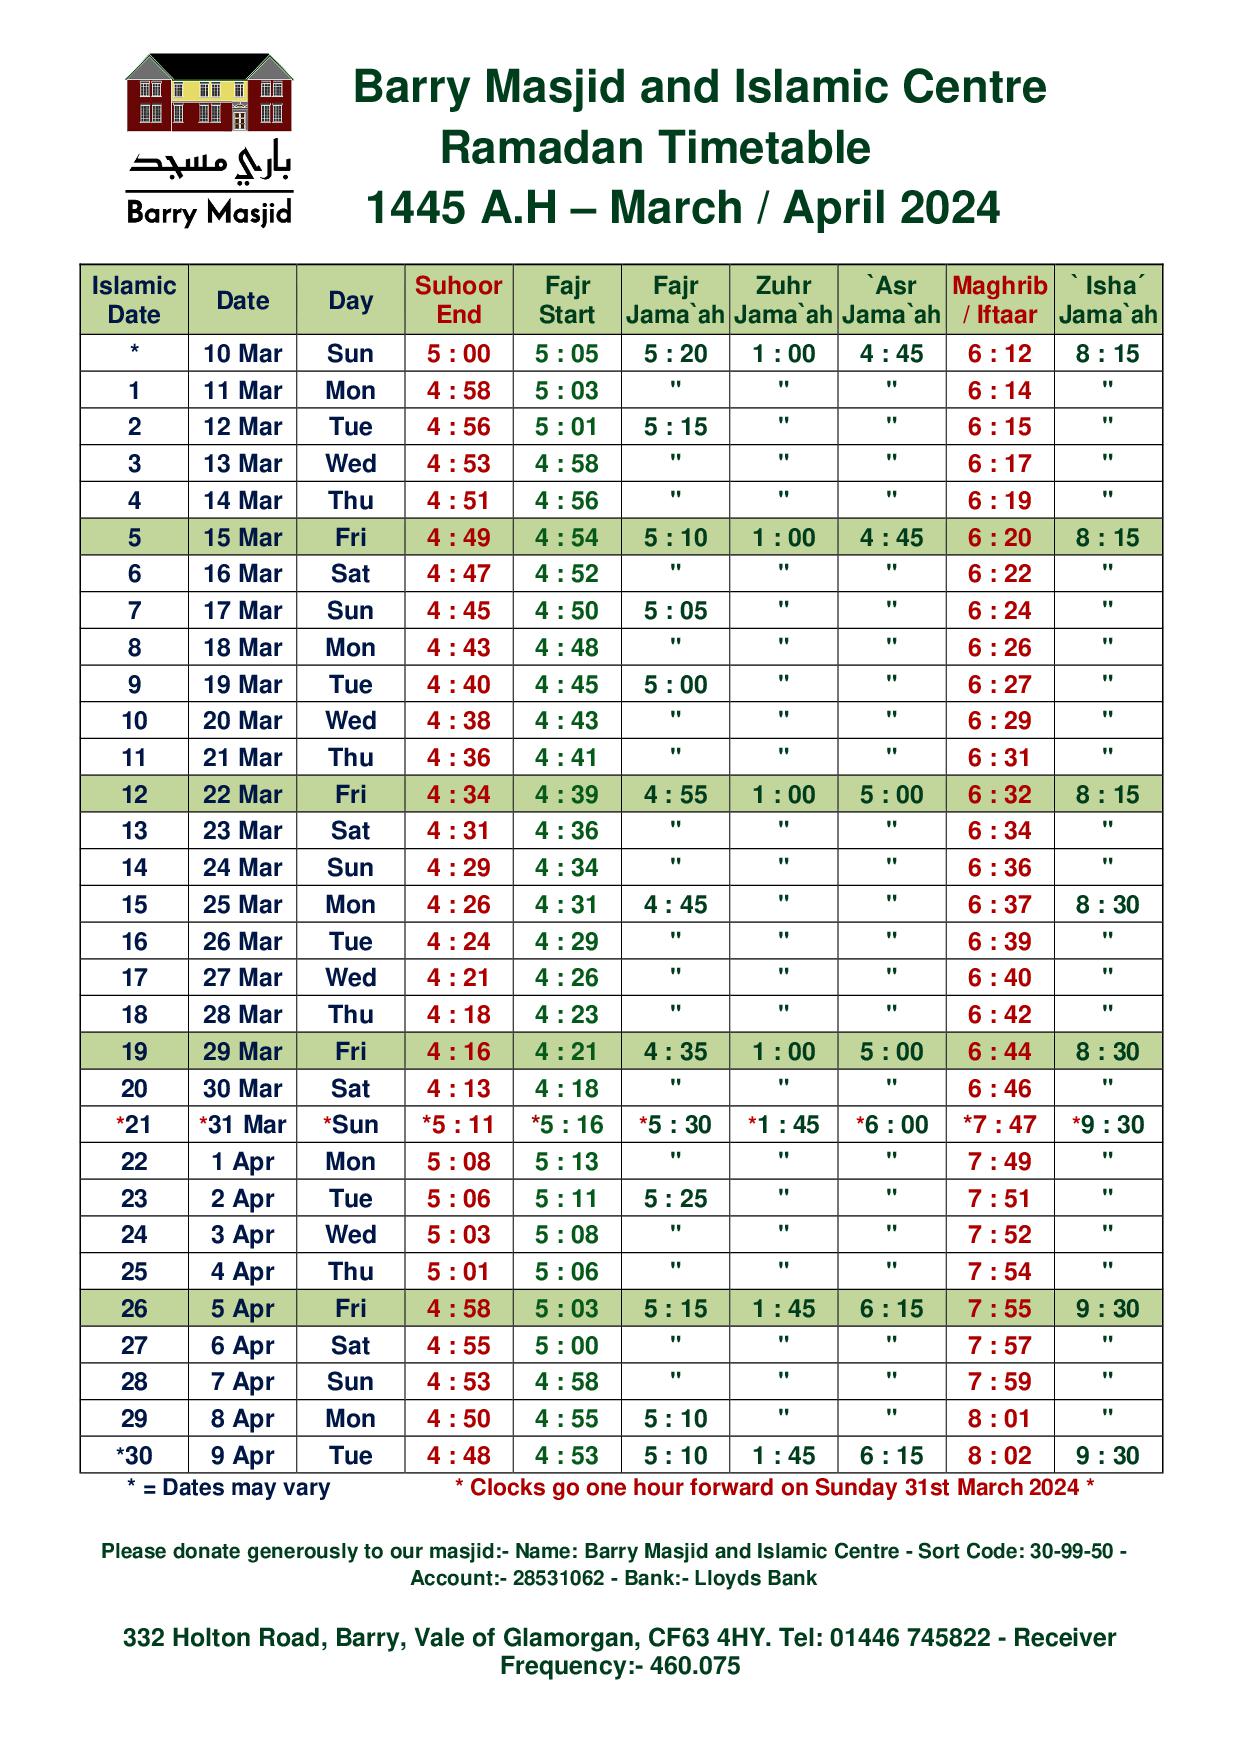 باري مسجد
Barry Masjid
Barry Masjid and Islamic Centre
Ramadan Timetable
1445 A.H – March / April 2024
Islamic Date Date Day Suhoor End Fajr Start Fajr Jama`ah Zuhr Jama`ah `Asr Jama`ah Maghrib / Iftaar ` Isha´ Jama`ah
* 10 Mar Sun 5 : 00 5 : 05 5 : 20 1 : 00 4 : 45 6 : 12 8 : 15
1 11 Mar Mon 4 : 58 5 : 03 " " " 6 : 14 "
2 12 Mar Tue 4 : 56 5 : 01 5 : 15 " " 6 : 15 "
3 13 Mar Wed 4 : 53 4 : 58 " " " 6 : 17 "
4 14 Mar Thu 4 : 51 4 : 56 " " " 6 : 19 "
5 15 Mar Fri 4 : 49 4 : 54 5 : 10 1 : 00 4 : 45 6 : 20 8 : 15
6 16 Mar Sat 4 : 47 4 : 52 " " " 6 : 22 "
7 17 Mar Sun 4 : 45 4 : 50 5 : 05 " " 6 : 24 "
8 18 Mar Mon 4 : 43 4 : 48 " " " 6 : 26 "
9 19 Mar Tue 4 : 40 4 : 45 5 : 00 " " 6 : 27 "
10 20 Mar Wed 4 : 38 4 : 43 " " " 6 : 29 "
11 21 Mar Thu 4 : 36 4 : 41 " " " 6 : 31 "
12 22 Mar Fri 4 : 34 4 : 39 4 : 55 1 : 00 5 : 00 6 : 32 8 : 15
13 23 Mar Sat 4 : 31 4 : 36 " " " 6 : 34 "
14 24 Mar Sun 4 : 29 4 : 34 " " " 6 : 36 "
15 25 Mar Mon 4 : 26 4 : 31 4 : 45 " " 6 : 37 8 : 30
16 26 Mar Tue 4 : 24 4 : 29 " " " 6 : 39 "
17 27 Mar Wed 4 : 21 4 : 26 " " " 6 : 40 "
18 28 Mar Thu 4 : 18 4 : 23 " " " 6 : 42 "
19 29 Mar Fri 4 : 16 4 : 21 4 : 35 1 : 00 5 : 00 6 : 44 8 : 30
20 30 Mar Sat 4 : 13 4 : 18 " " " 6 : 46 "
*21 *31 Mar *Sun *5 : 11 *5 : 16 *5 : 30 *1 : 45 *6 : 00 *7 : 47 *9 : 30
22 1 Apr Mon 5 : 08 5 : 13 " " " 7 : 49 "
23 2 Apr Tue 5 : 06 5 : 11 5 : 25 " " 7 : 51 "
24 3 Apr Wed 5 : 03 5 : 08 " " " 7 : 52 "
25 4 Apr Thu 5 : 01 5 : 06 " " " 7 : 54 "
26 5 Apr Fri 4 : 58 5 : 03 5 : 15 1 : 45 6 : 15 7 : 55 9 : 30
27 6 Apr Sat 4 : 55 5 : 00 " " " 7 : 57 "
28 7 Apr Sun 4 : 53 4 : 58 " " " 7 : 59 "
29 8 Apr Mon 4 : 50 4 : 55 5 : 10 " " 8 : 01 "
*30 9 Apr Tue 4 : 48 4 : 53 5 : 10 1 : 45 6 : 15 8 : 02 9 : 30
* = Dates may vary * Clocks go one hour forward on Sunday 31st March 2024 *
Please donate generously to our masjid:- Name: Barry Masjid and Islamic Centre - Sort Code: 30-99-50 -
Account:- 28531062 - Bank:- Lloyds Bank
332 Holton Road, Barry, Vale of Glamorgan, CF63 4HY. Tel: 01446 745822 - Receiver
Frequency:- 460.075